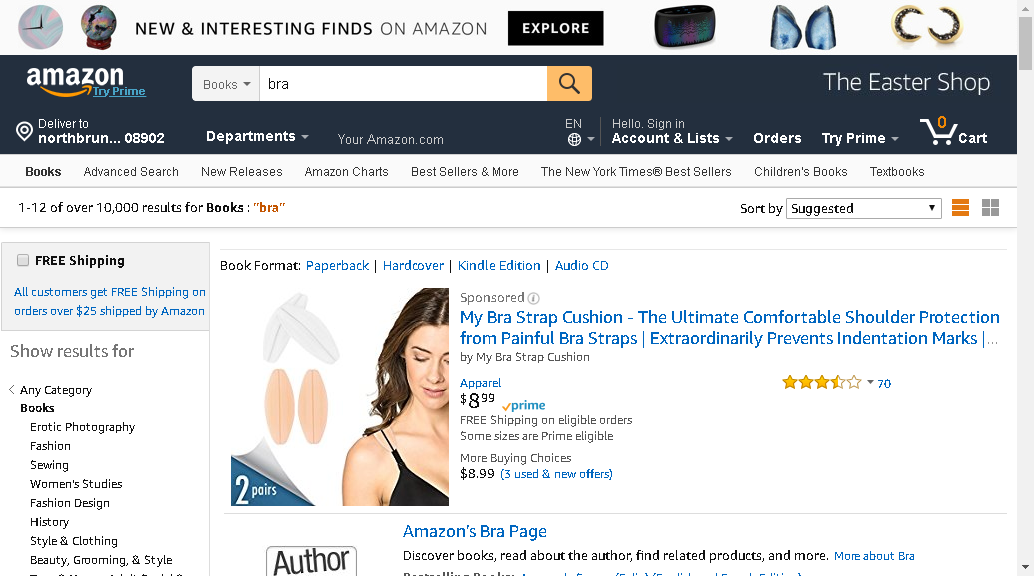 NEW & INTERESTING FINDS ON AMAZON EXPLORE
amazon
Try Prime
Books
bra
The Easter Shop
Deliver to
northbrun... 08902
Departments
Your Amazon.com
EN
Hello. Sign in
Account & Lists
Orders
Try Prime
0
Cart
Books Advanced Search New Releases Amazon Charts Best Sellers & More The New York Times® Best Sellers Children's Books Textbooks
1-12 of over 10,000 results for Books : "bra"
Sort by Suggested
FREE Shipping
All customers get FREE Shipping on
orders over $25 shipped by Amazon
Show results for
Any Category
Books
Erotic Photography
Fashion
Sewing
Women's Studies
Fashion Design
History
Style & Clothing
Beauty, Grooming, & Style
Book Format: Paperback | Hardcover | Kindle Edition | Audio CD
2 pairs
Sponsored
My Bra Strap Cushion - The Ultimate Comfortable Shoulder Protection
from Painful Bra Straps | Extraordinarily Prevents Indentation Marks |...
by My Bra Strap Cushion
Apparel
$899 prime
70
FREE Shipping on eligible orders
Some sizes are Prime eligible
More Buying Choices
$8.99 (3 used & new offers)
Author
Amazon's Bra Page
Discover books, read about the author, find related products, and more. More about Bra